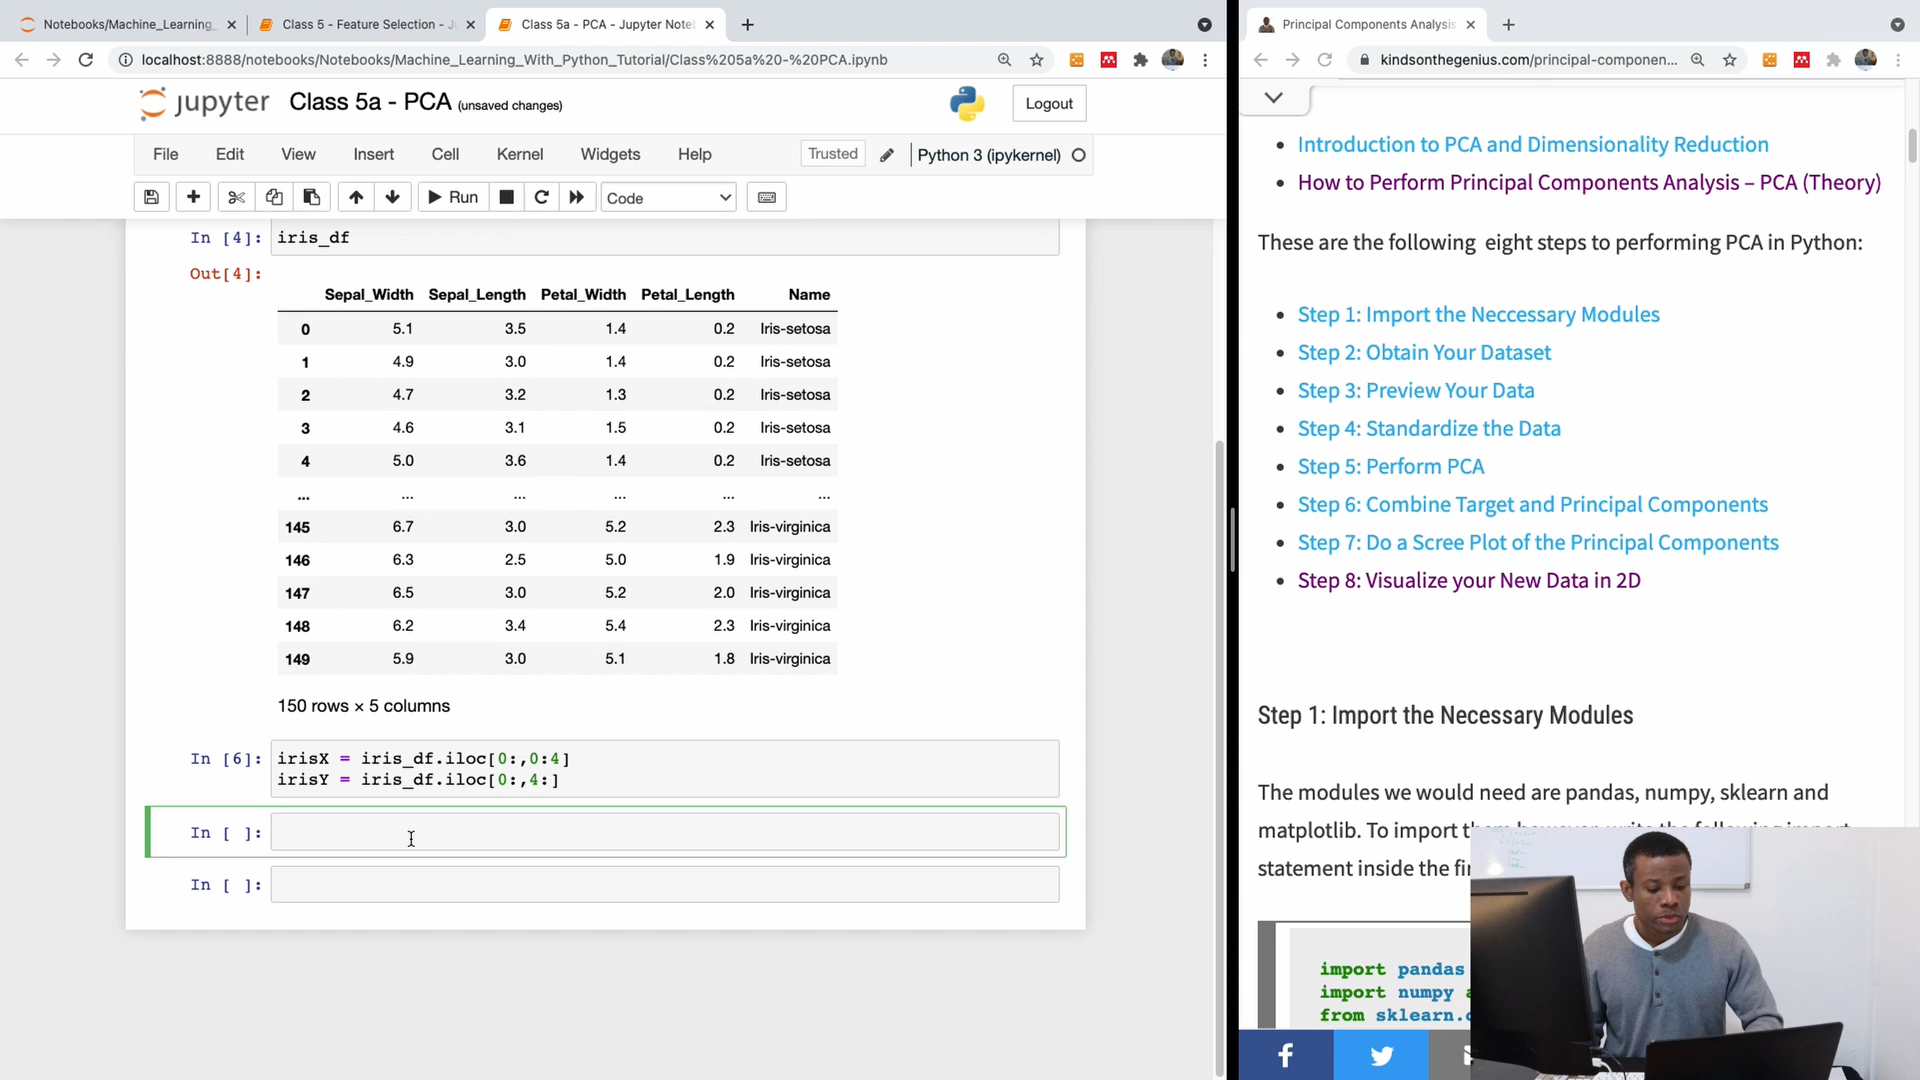 Notebooks/Machine_Learning_
Class 5 - Feature Selection - J
Class 5a - PCA - Jupyter Note
localhost:8888/notebooks/Notebooks/Machine_Learning_With_Python_Tutorial/Class%205a%20-%20PCA.ipynb
jupyter Class 5a - PCA (unsaved changes)
Logout
File Edit View Insert Cell Kernel Widgets Help
Trusted
Python 3 (ipykernel)
Run
Code
In [4]: iris_df
Out[4]:
Sepal_Width Sepal_Length Petal_Width Petal_Length Name
0 5.1 3.5 1.4 0.2 Iris-setosa
1 4.9 3.0 1.4 0.2 Iris-setosa
2 4.7 3.2 1.3 0.2 Iris-setosa
3 4.6 3.1 1.5 0.2 Iris-setosa
4 5.0 3.6 1.4 0.2 Iris-setosa
... ... ... ... ... ...
145 6.7 3.0 5.2 2.3 Iris-virginica
146 6.3 2.5 5.0 1.9 Iris-virginica
147 6.5 3.0 5.2 2.0 Iris-virginica
148 6.2 3.4 5.4 2.3 Iris-virginica
149 5.9 3.0 5.1 1.8 Iris-virginica
150 rows × 5 columns
In [6]: irisX = iris_df.iloc[0:,0:4]
irisY = iris_df.iloc[0:,4:]
In [ ]:
In [ ]:
Principal Components Analysis
kindsonthegenius.com/principal-componen...
Introduction to PCA and Dimensionality Reduction
How to Perform Principal Components Analysis – PCA (Theory)
These are the following eight steps to performing PCA in Python:
Step 1: Import the Neccessary Modules
Step 2: Obtain Your Dataset
Step 3: Preview Your Data
Step 4: Standardize the Data
Step 5: Perform PCA
Step 6: Combine Target and Principal Components
Step 7: Do a Scree Plot of the Principal Components
Step 8: Visualize your New Data in 2D
Step 1: Import the Necessary Modules
The modules we would need are pandas, numpy, sklearn and
matplotlib. To import
statement inside the
import pandas
import numpy
from sklearn.